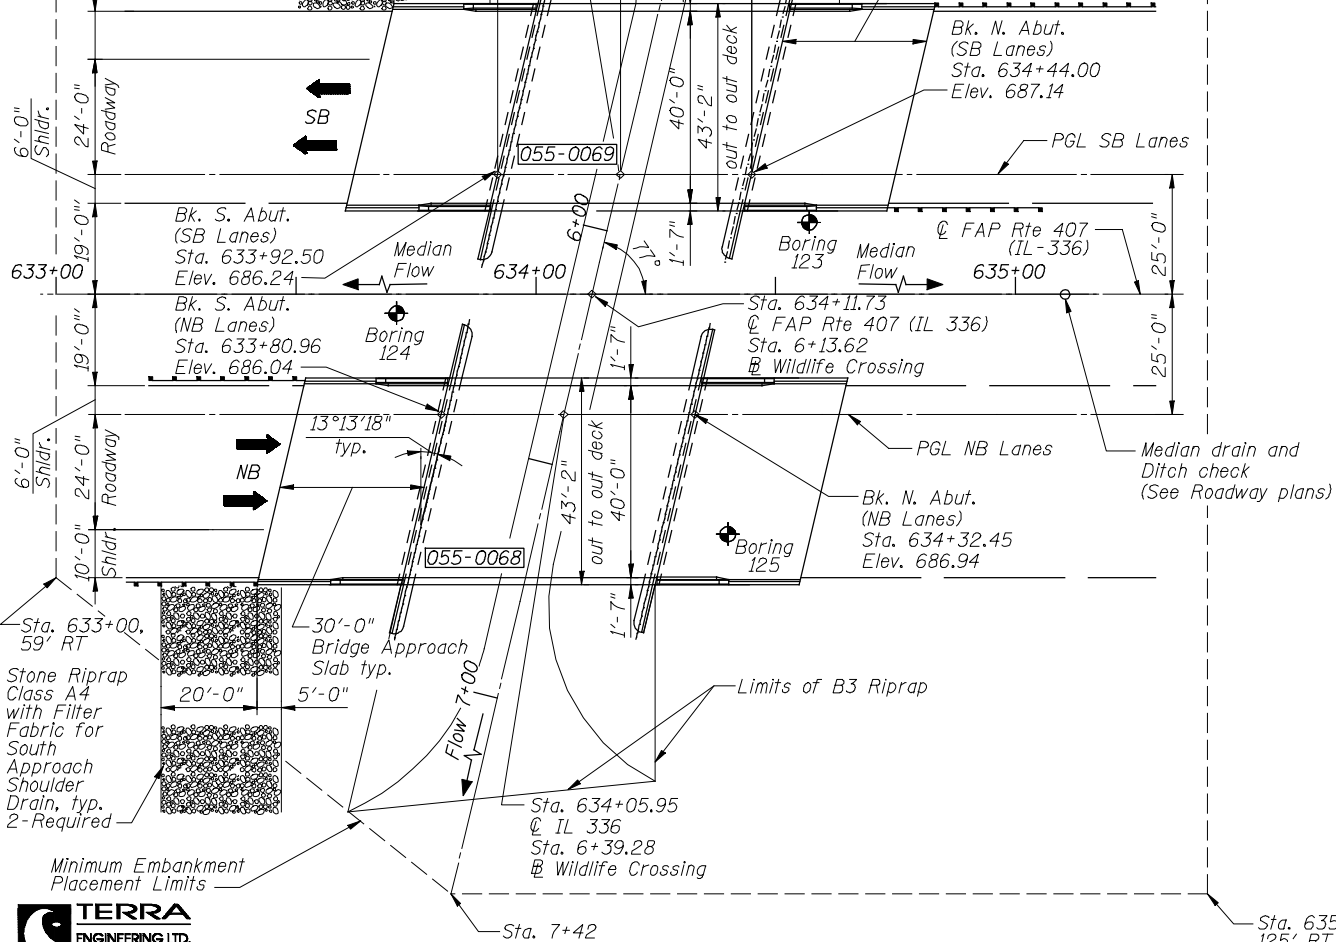 Bk. N. Abut.
(SB Lanes)
Sta. 634+44.00
Elev. 687.14
6'-0"
Shldr.
24'-0"
Roadway
SB
40'-0"
43'-2"
out to out deck
055-0069
PGL SB Lanes
19'-0"
Bk. S. Abut.
(SB Lanes)
Sta. 633+92.50
Elev. 686.24
Median
Flow
6+00
77°
1'-7"
Boring
123
Median
Flow
℄ FAP Rte 407
(IL-336)
25'-0"
633+00
634+00
635+00
Bk. S. Abut.
(NB Lanes)
Sta. 633+80.96
Elev. 686.04
19'-0"
Boring
124
1'-7"
Sta. 634+11.73
℄ FAP Rte 407 (IL 336)
Sta. 6+13.62
B Wildlife Crossing
25'-0"
13°13'18"
typ.
6'-0"
Shldr.
24'-0"
Roadway
NB
43'-2"
out to out deck
40'-0"
PGL NB Lanes
Median drain and
Ditch check
(See Roadway plans)
Bk. N. Abut.
(NB Lanes)
Sta. 634+32.45
Elev. 686.94
10'-0"
Shldr.
055-0068
Boring
125
1'-7"
Sta. 633+00,
59' RT
30'-0"
Bridge Approach
Slab typ.
Stone Riprap
Class A4
with Filter
Fabric for
South
Approach
Shoulder
Drain, typ.
2-Required
20'-0"
5'-0"
Flow 7+00
Limits of B3 Riprap
Sta. 634+05.95
℄ IL 336
Sta. 6+39.28
B Wildlife Crossing
Minimum Embankment
Placement Limits
TERRA
ENGINEERING LTD.
Sta. 7+42
Sta. 635
125' RT